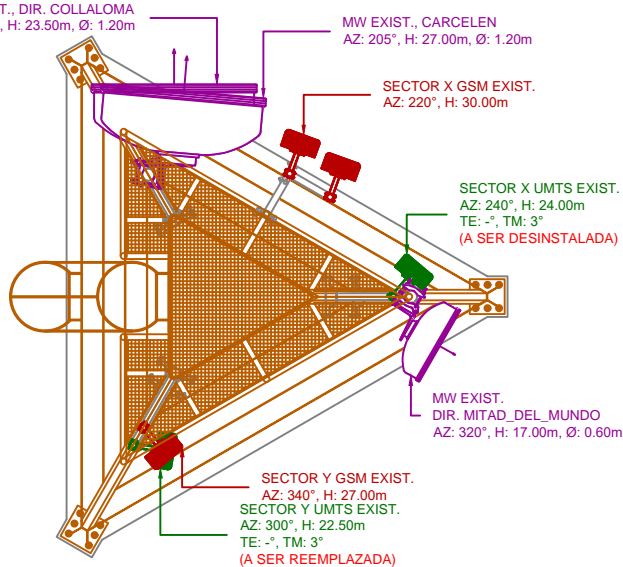 DIR. COLLALOMA
H: 23.50m, Ø: 1.20m
MW EXIST., CARCELEN
AZ: 205°, H: 27.00m, Ø: 1.20m
SECTOR X GSM EXIST.
AZ: 220°, H: 30.00m
SECTOR X UMTS EXIST.
AZ: 240°, H: 24.00m
TE: -°, TM: 3°
(A SER DESINSTALADA)
MW EXIST.
DIR. MITAD_DEL_MUNDO
AZ: 320°, H: 17.00m, Ø: 0.60m
SECTOR Y GSM EXIST.
AZ: 340°, H: 27.00m
SECTOR Y UMTS EXIST.
AZ: 300°, H: 22.50m
TE: -°, TM: 3°
(A SER REEMPLAZADA)